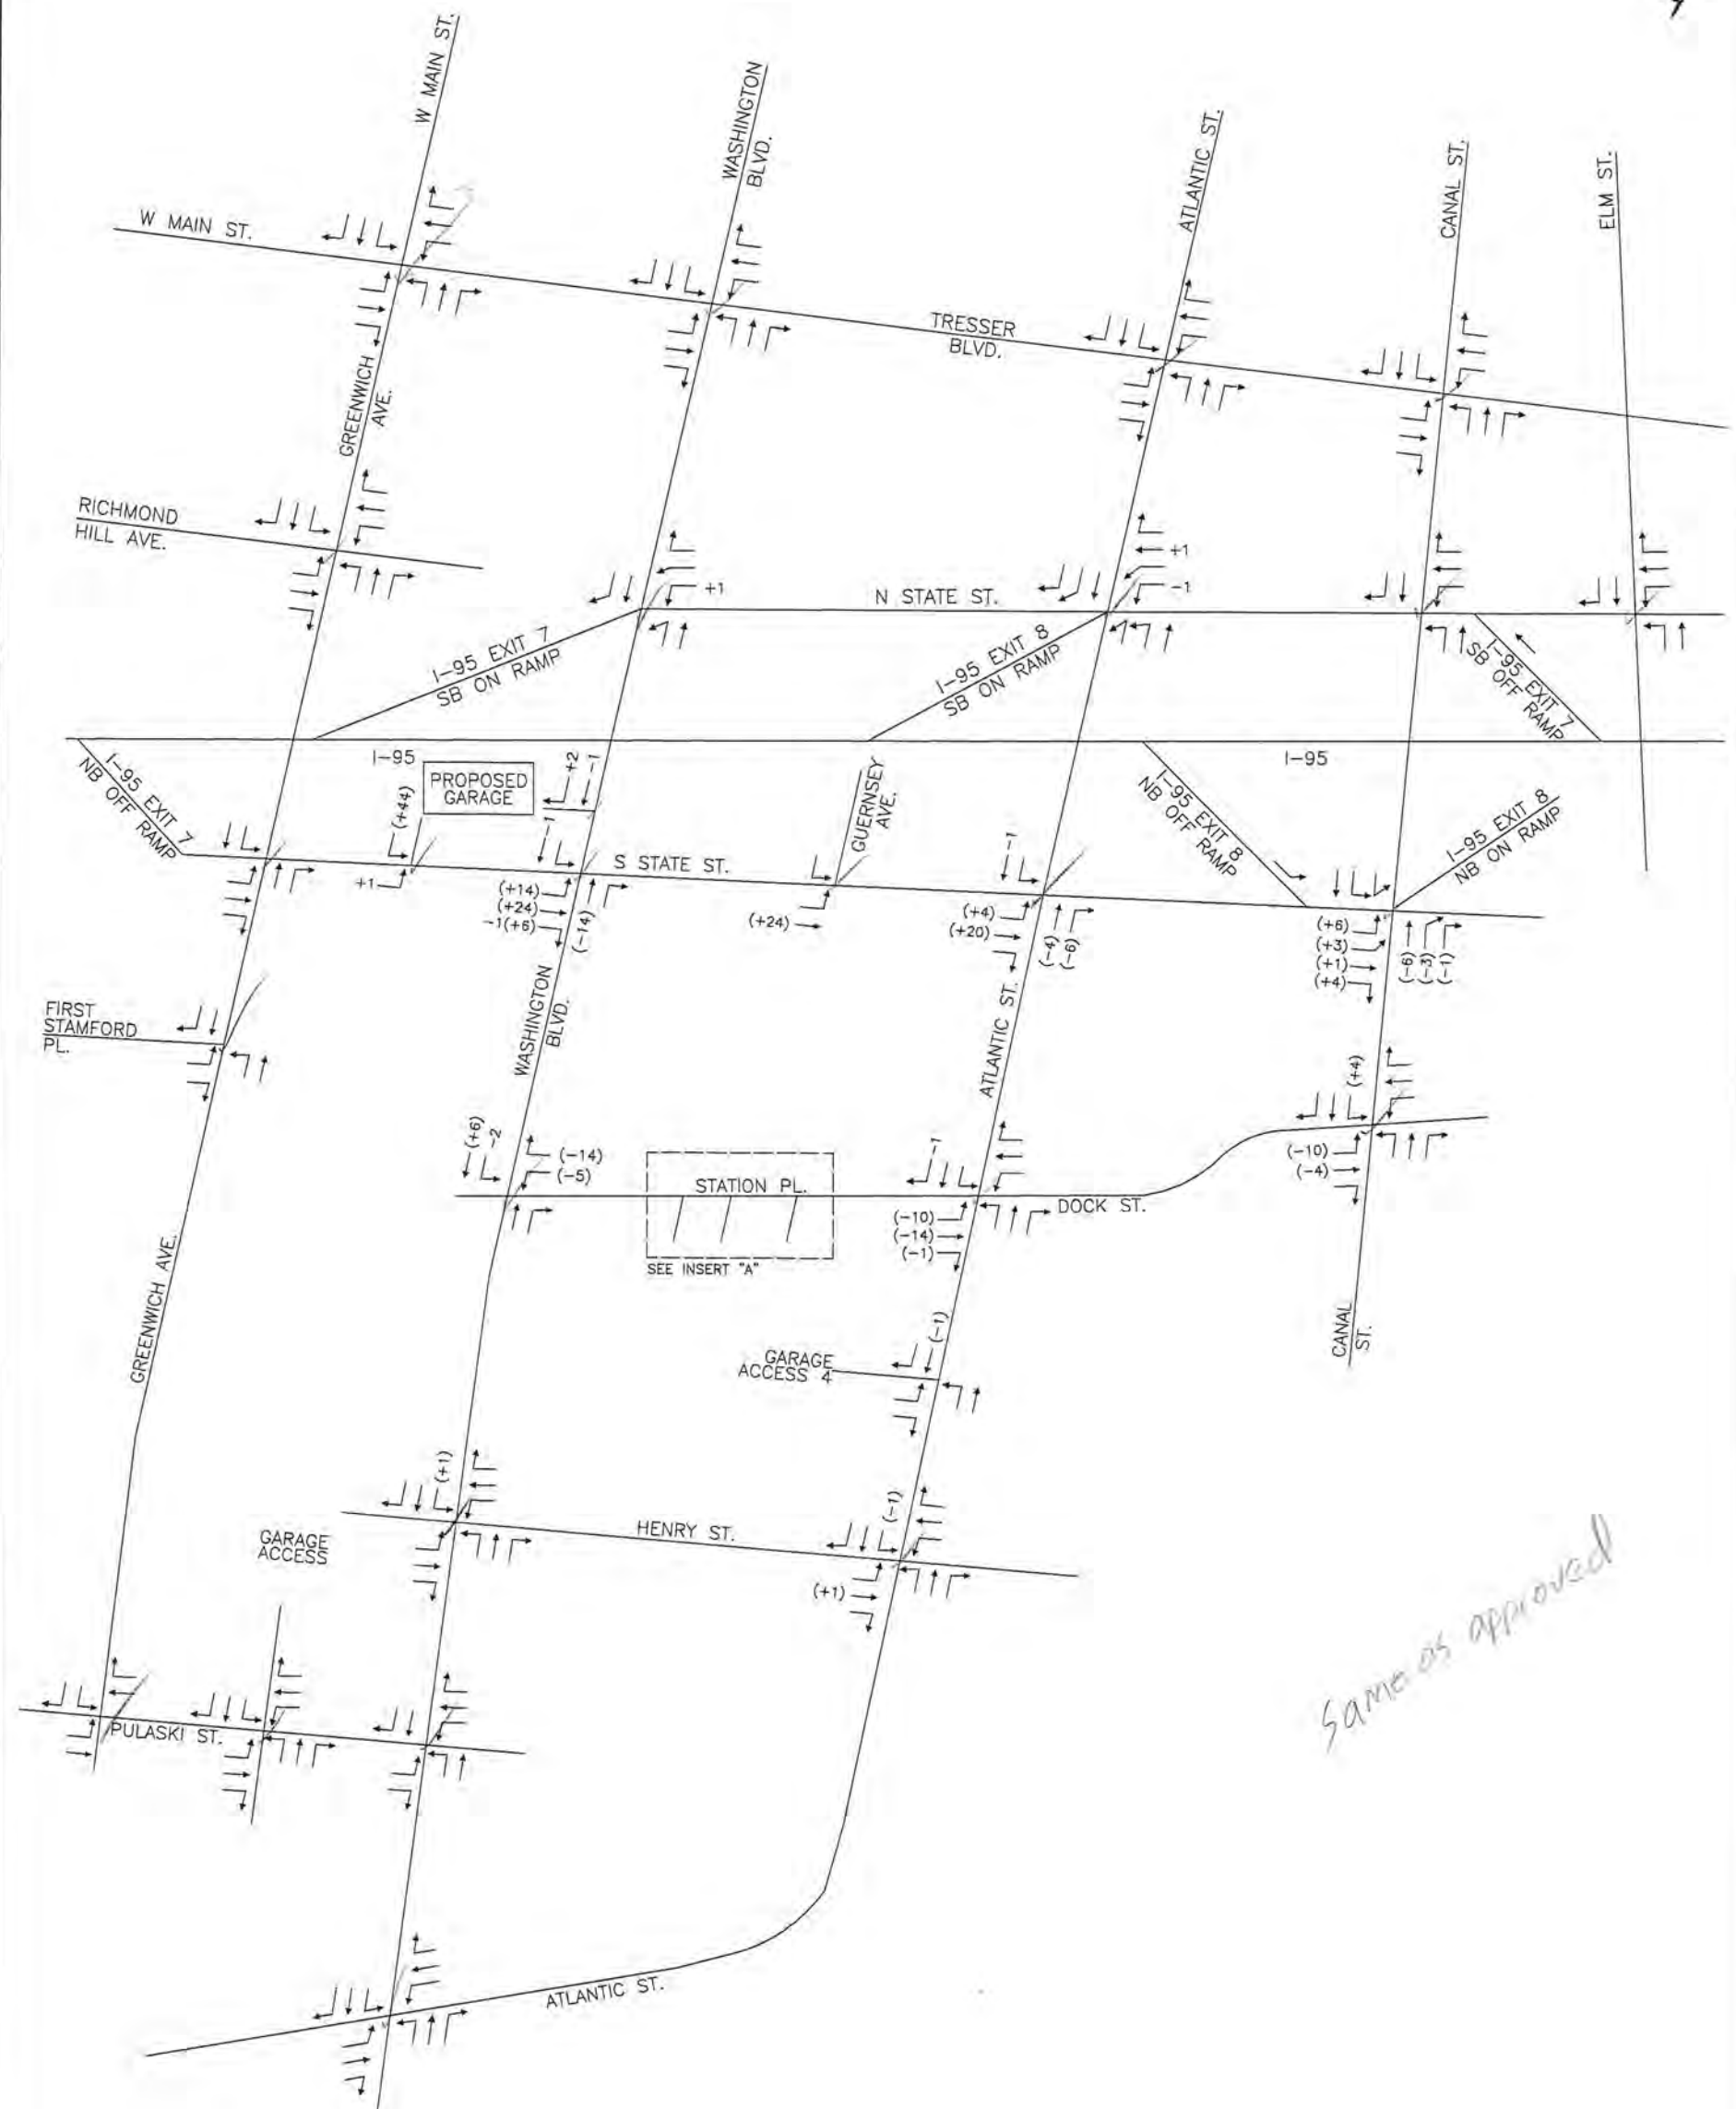 W MAIN ST.
WASHINGTON
BLVD.
ATLANTIC ST.
CANAL ST.
ELM ST.
W MAIN ST.
TRESSER
BLVD.
GREENWICH
AVE.
RICHMOND
HILL AVE.
+1
N STATE ST.
+1
-1
I-95 EXIT 7
SB ON RAMP
I-95 EXIT 8
SB ON RAMP
I-95 EXIT 7
SB OFF RAMP
I-95
I-95
I-95 EXIT 7
NB OFF RAMP
PROPOSED
GARAGE
(+44)
+1
+2
-1
-1
S STATE ST.
(+14)
(+24)
-1(+6)
(-14)
GUERNSEY
AVE.
(+24)
-1
(+4)
(+20)
(-4)
(-6)
I-95 EXIT 8
NB OFF RAMP
I-95 EXIT 8
NB ON RAMP
(+6)
(+3)
(+1)
(+4)
(-6)
(-3)
(-1)
FIRST
STAMFORD
PL.
WASHINGTON
BLVD.
ATLANTIC ST.
(+4)
(+6)
-2
(-14)
(-5)
STATION PL.
SEE INSERT "A"
-1
(-10)
(-14)
(-1)
DOCK ST.
(-10)
(-4)
GREENWICH AVE.
CANAL
ST.
GARAGE
ACCESS 4
(-1)
(+1)
GARAGE
ACCESS
HENRY ST.
(-1)
(+1)
PULASKI ST.
ATLANTIC ST.
Same as approved